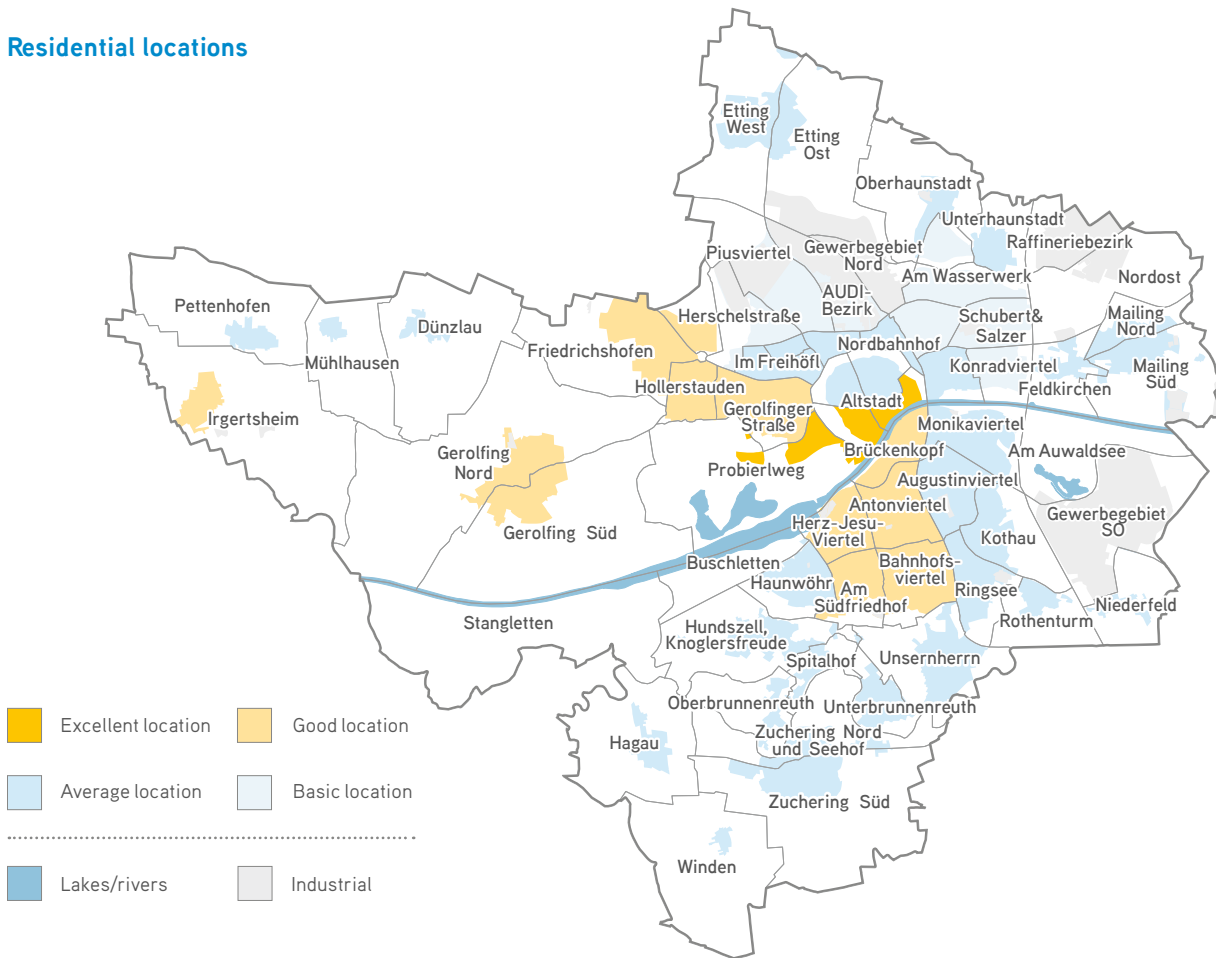 Residential locations
Etting
West
Etting
Ost
Oberhaunstadt
Unterhaunstadt
Raffineriebezirk
Piusviertel
Gewerbegebiet
Nord
Am Wasserwerk
Nordost
Pettenhofen
AUDI-
Bezirk
Herschelstraße
Schubert&
Salzer
Mailing
Nord
Dünzlau
Mühlhausen
Friedrichshofen
Nordbahnhof
Im Freihöfl
Konradviertel
Mailing
Süd
Feldkirchen
Hollerstauden
Irgertsheim
Gerolfinger
Straße
Altstadt
Monikaviertel
Gerolfing
Nord
Brückenkopf
Am Auwaldsee
Probierlweg
Augustinviertel
Antonviertel
Gewerbegebiet
SO
Gerolfing Süd
Herz-Jesu-
Viertel
Kothau
Buschletten
Bahnhofs-
viertel
Haunwöhr
Am
Südfriedhof
Ringsee
Niederfeld
Stangletten
Rothenturm
Hundszell,
Knoglersfreude
Spitalhof
Unsernherrn
Oberbrunnenreuth
Unterbrunnenreuth
Hagau
Zuchering Nord
und Seehof
Zuchering Süd
Winden
Excellent location
Good location
Average location
Basic location
Lakes/rivers
Industrial